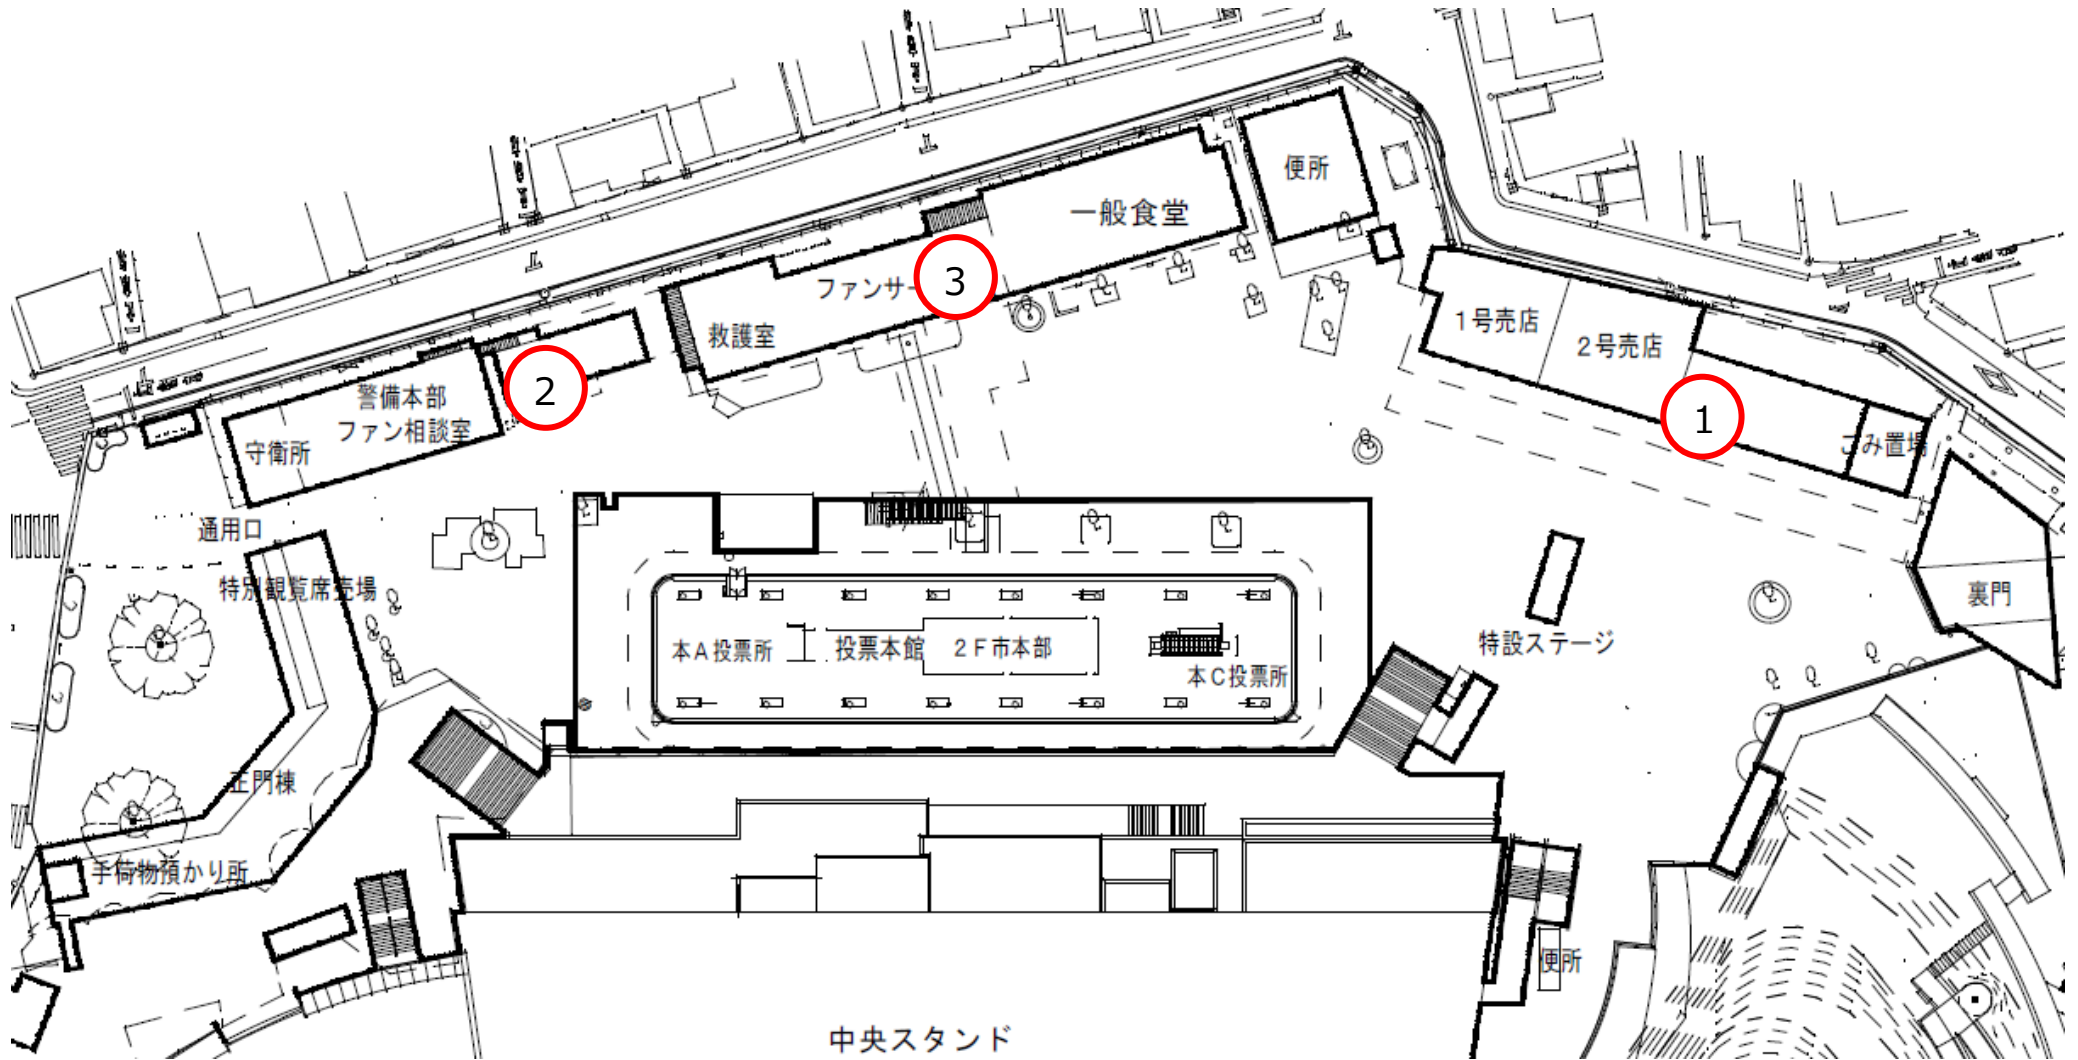 便所
一般食堂
ファンサー
3
救護室
1号売店
2号売店
1
ごみ置場
裏門
2
警備本部
ファン相談室
守衛所
通用口
特別観覧席売場
正門棟
手荷物預かり所
本A投票所
投票本館
2F市本部
本C投票所
特設ステージ
便所
中央スタンド